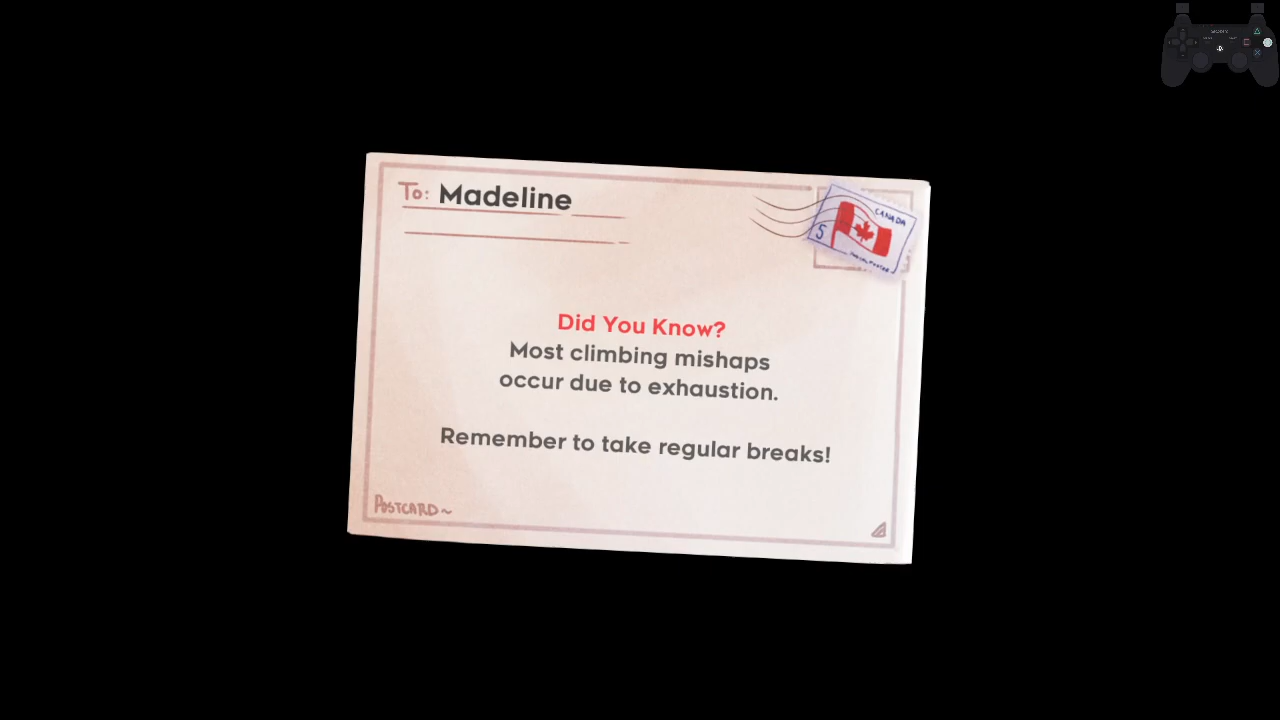 To: Madeline
CANADA
5
Did You Know?
Most climbing mishaps
occur due to exhaustion.
Remember to take regular breaks!
POSTCARD~
SONY